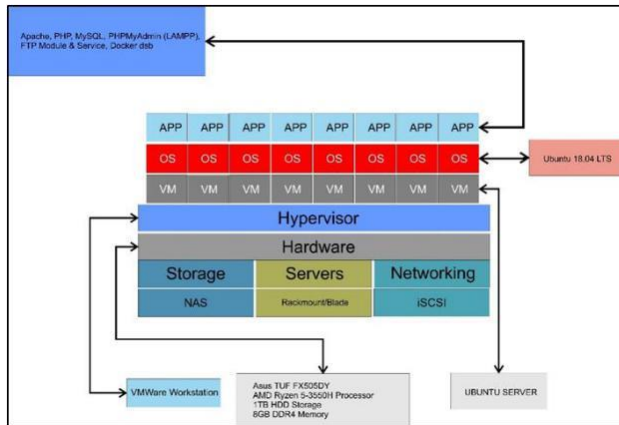 Apache, PHP, MySQL, PHPMyAdmin (LAMPP),
FTP Module & Service, Docker dsb
APP APP APP APP APP APP APP APP
OS OS OS OS OS OS OS OS
Ubuntu 18.04 LTS
VM VM VM VM VM VM VM VM
Hypervisor
Hardware
Storage Servers Networking
NAS Rackmount/Blade iSCSI
VMWare Workstation
Asus TUF FX505DY
AMD Ryzen 5-3550H Processor
1TB HDD Storage
8GB DDR4 Memory
UBUNTU SERVER